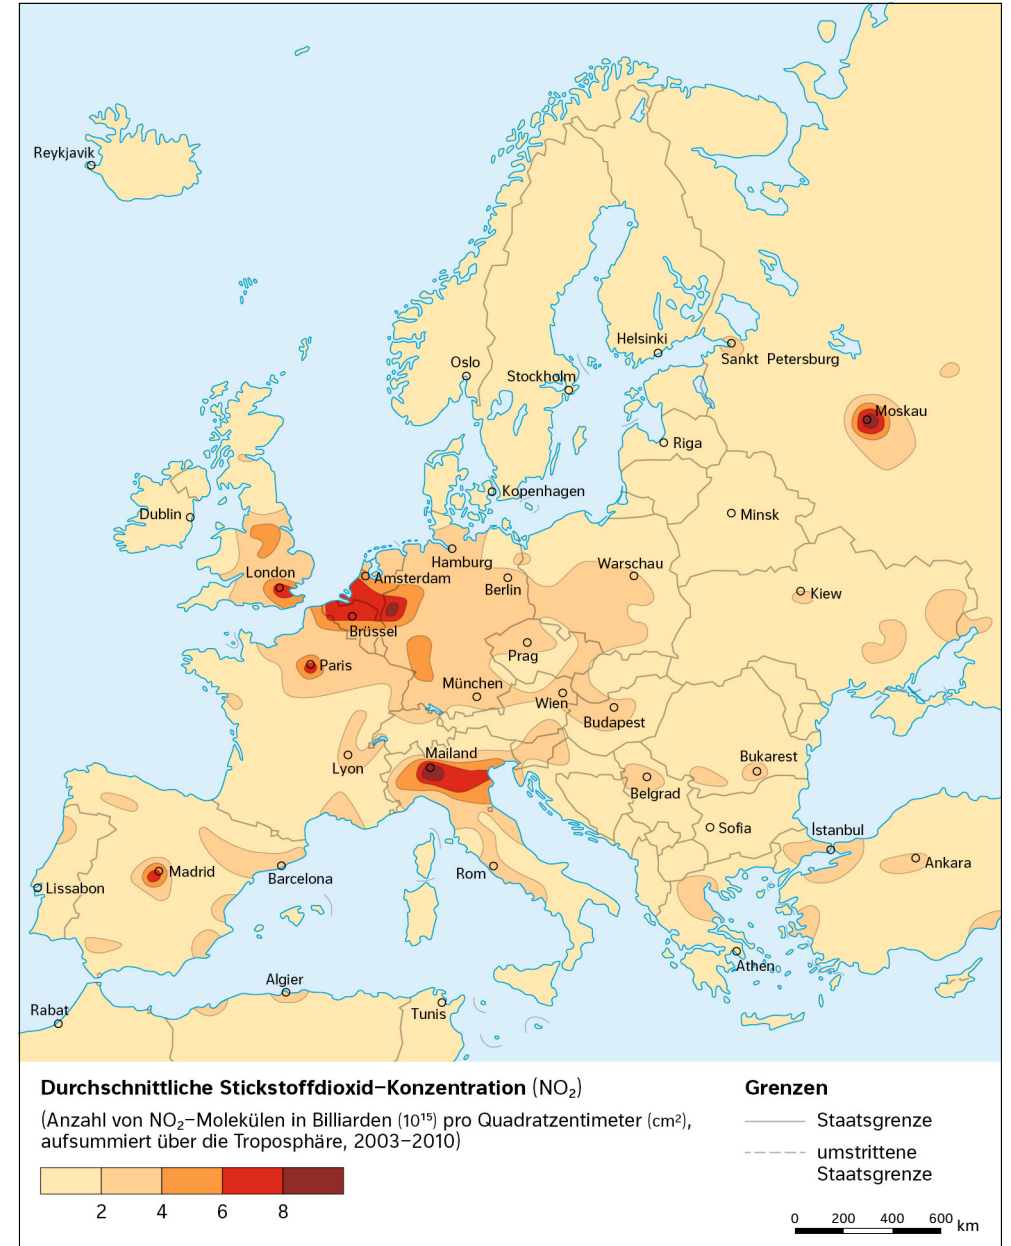 Reykjavik
Helsinki
Sankt Petersburg
Oslo
Stockholm
Moskau
Riga
Kopenhagen
Dublin
Minsk
Hamburg
Warschau
London
Amsterdam
Berlin
Kiew
Brüssel
Prag
Paris
München
Wien
Budapest
Mailand
Lyon
Bukarest
Belgrad
Sofia
İstanbul
Ankara
Madrid
Barcelona
Rom
Lissabon
Athen
Algier
Rabat
Tunis
Durchschnittliche Stickstoffdioxid–Konzentration (NO₂)
(Anzahl von NO₂–Molekülen in Billiarden (10¹⁵) pro Quadratzentimeter (cm²),
aufsummiert über die Troposphäre, 2003–2010)
2 4 6 8
Grenzen
Staatsgrenze
umstrittene
Staatsgrenze
0 200 400 600 km